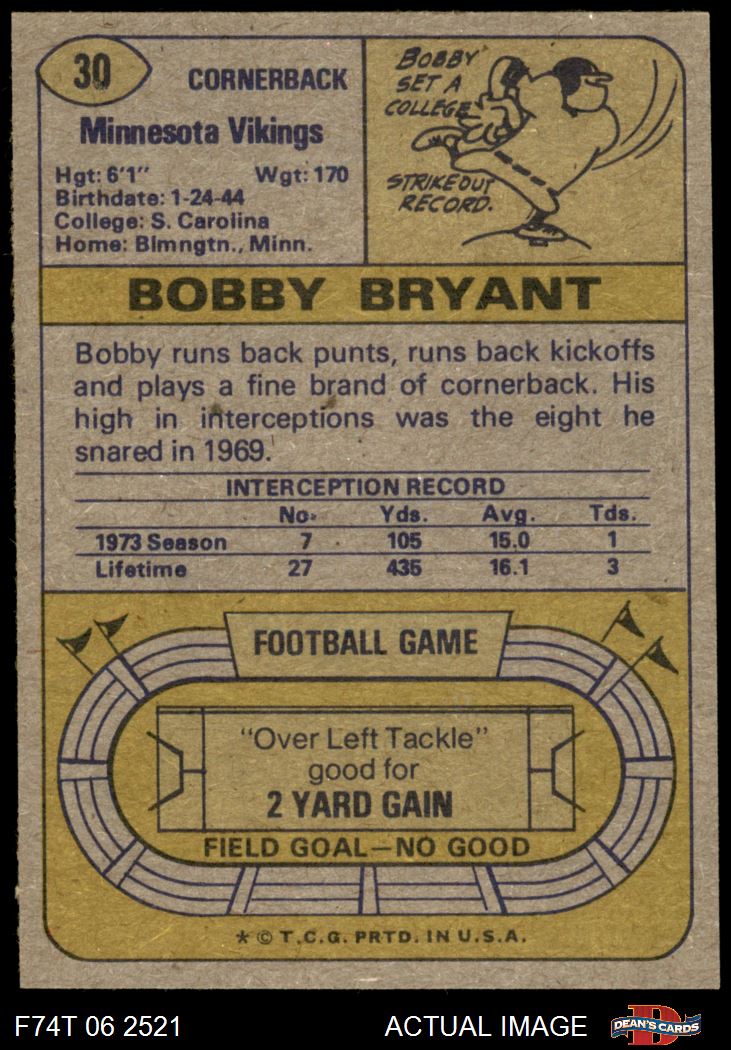 30
CORNERBACK
Minnesota Vikings
Hgt: 6'1" Wgt: 170
Birthdate: 1-24-44
College: S. Carolina
Home: Blmngtn., Minn.
BOBBY
SET A
COLLEGE
STRIKEOUT
RECORD.
BOBBY BRYANT
Bobby runs back punts, runs back kickoffs
and plays a fine brand of cornerback. His
high in interceptions was the eight he
snared in 1969.
INTERCEPTION RECORD
No. Yds. Avg. Tds.
1973 Season 7 105 15.0 1
Lifetime 27 435 16.1 3
FOOTBALL GAME
"Over Left Tackle"
good for
2 YARD GAIN
FIELD GOAL—NO GOOD
* © T.C.G. PRTD. IN U.S.A.
F74T 06 2521 ACTUAL IMAGE
D
DEAN'S CARDS